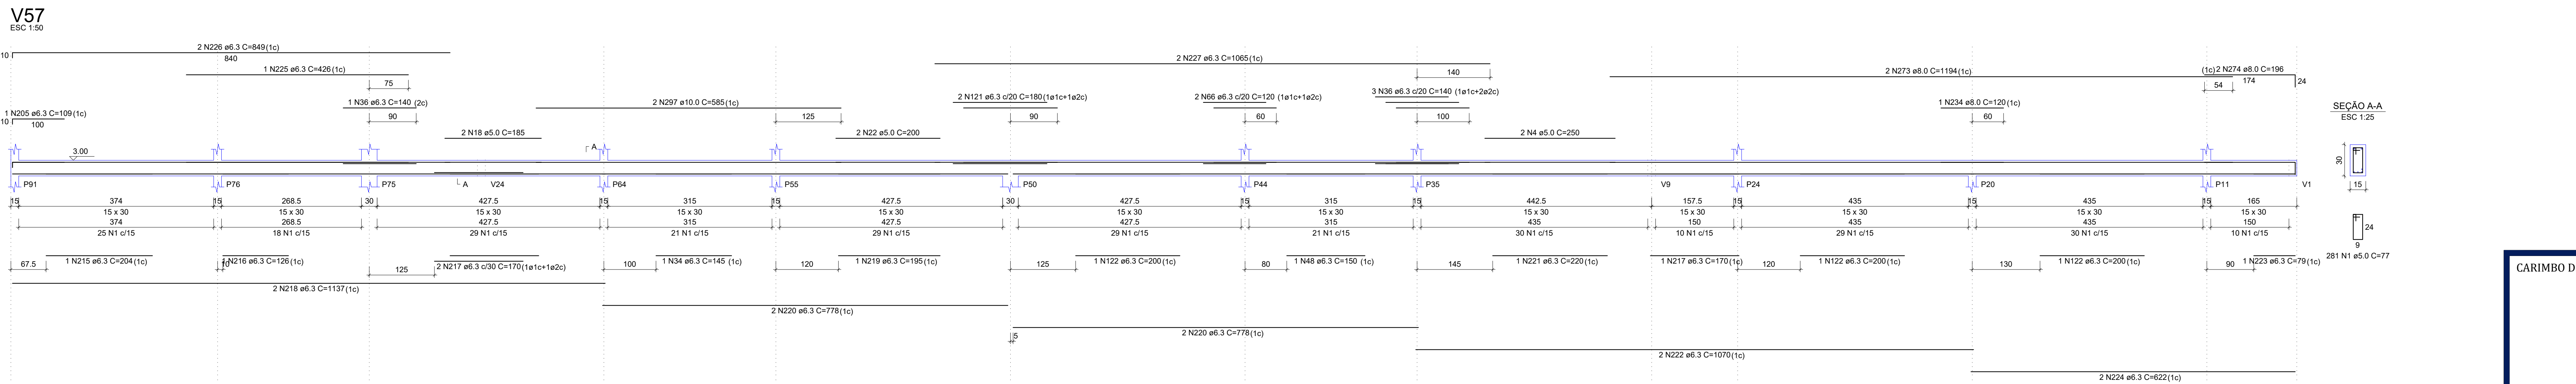 V57
ESC 1:50
2 N226 ø6.3 C=849(1c)
10
840
1 N225 ø6.3 C=426(1c)
75
1 N36 ø6.3 C=140 (2c)
90
1 N205 ø6.3 C=109(1c)
10
100
2 N297 ø10.0 C=585(1c)
125
2 N18 ø5.0 C=185
2 N22 ø5.0 C=200
2 N227 ø6.3 C=1065(1c)
140
2 N121 ø6.3 c/20 C=180(1ø1c+1ø2c)
90
2 N66 ø6.3 c/20 C=120 (1ø1c+1ø2c)
60
3 N36 ø6.3 c/20 C=140 (1ø1c+2ø2c)
100
2 N4 ø5.0 C=250
2 N273 ø8.0 C=1194(1c)
(1c) 2 N274 ø8.0 C=196
174
24
54
1 N234 ø8.0 C=120(1c)
60
3.00
A
A
V24
P91 P76 P75 P64 P55 P50 P44 P35 V9 P24 P20 P11 V1
15 374 15 268.5 30 427.5 15 315 15 427.5 30 427.5 15 315 15 442.5 157.5 15 435 15 435 15 165
15 x 30 15 x 30 15 x 30 15 x 30 15 x 30 15 x 30 15 x 30 15 x 30 15 x 30 15 x 30 15 x 30 15 x 30
374 268.5 427.5 315 427.5 427.5 315 435 150 435 435 150
25 N1 c/15 18 N1 c/15 29 N1 c/15 21 N1 c/15 29 N1 c/15 29 N1 c/15 21 N1 c/15 30 N1 c/15 10 N1 c/15 29 N1 c/15 30 N1 c/15 10 N1 c/15
67.5
1 N215 ø6.3 C=204(1c)
10
1 N216 ø6.3 C=126(1c)
125
2 N217 ø6.3 c/30 C=170(1ø1c+1ø2c)
100
1 N34 ø6.3 C=145 (1c)
120
1 N219 ø6.3 C=195(1c)
125
1 N122 ø6.3 C=200(1c)
80
1 N48 ø6.3 C=150 (1c)
145
1 N221 ø6.3 C=220(1c)
1 N217 ø6.3 C=170(1c)
120
1 N122 ø6.3 C=200(1c)
130
1 N122 ø6.3 C=200(1c)
90
1 N223 ø6.3 C=79(1c)
2 N218 ø6.3 C=1137(1c)
2 N220 ø6.3 C=778(1c)
5
2 N220 ø6.3 C=778(1c)
2 N222 ø6.3 C=1070(1c)
2 N224 ø6.3 C=622(1c)
SEÇÃO A-A
ESC 1:25
30
15
24
9
281 N1 ø5.0 C=77
CARIMBO D